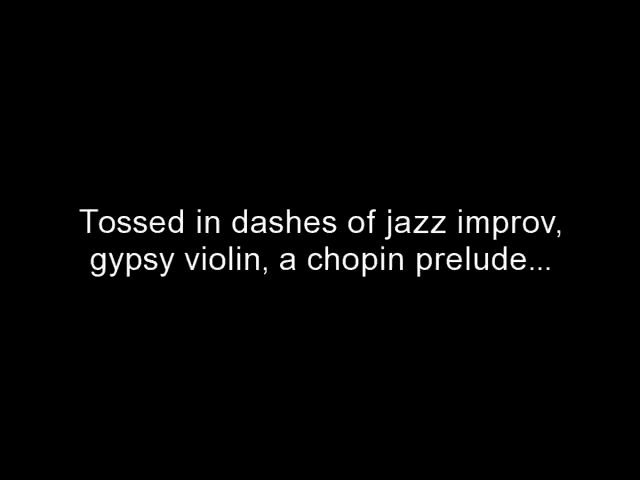 Tossed in dashes of jazz improv,
gypsy violin, a chopin prelude...